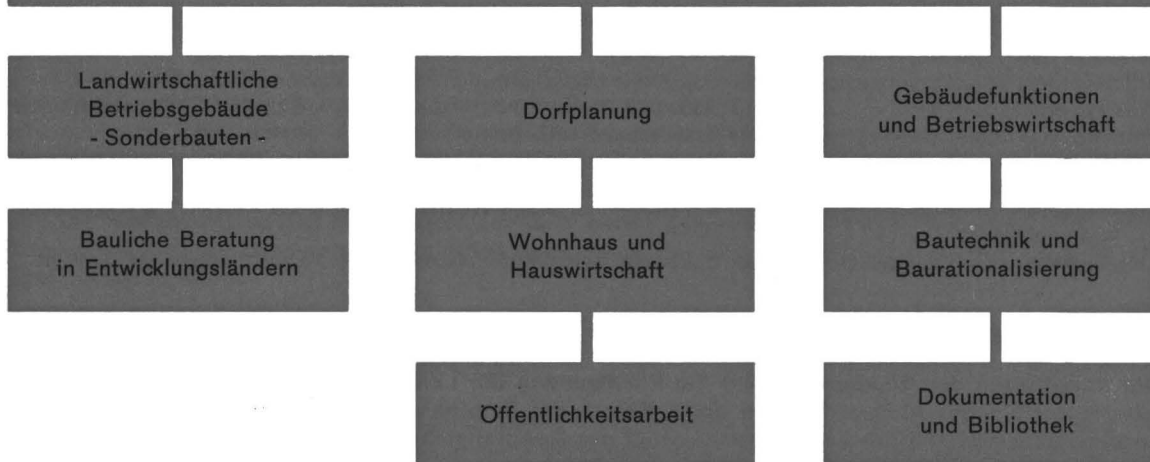 Landwirtschaftliche
Betriebsgebäude
- Sonderbauten -
Bauliche Beratung
in Entwicklungsländern
Dorfplanung
Wohnhaus und
Hauswirtschaft
Öffentlichkeitsarbeit
Gebäudefunktionen
und Betriebswirtschaft
Bautechnik und
Baurationalisierung
Dokumentation
und Bibliothek